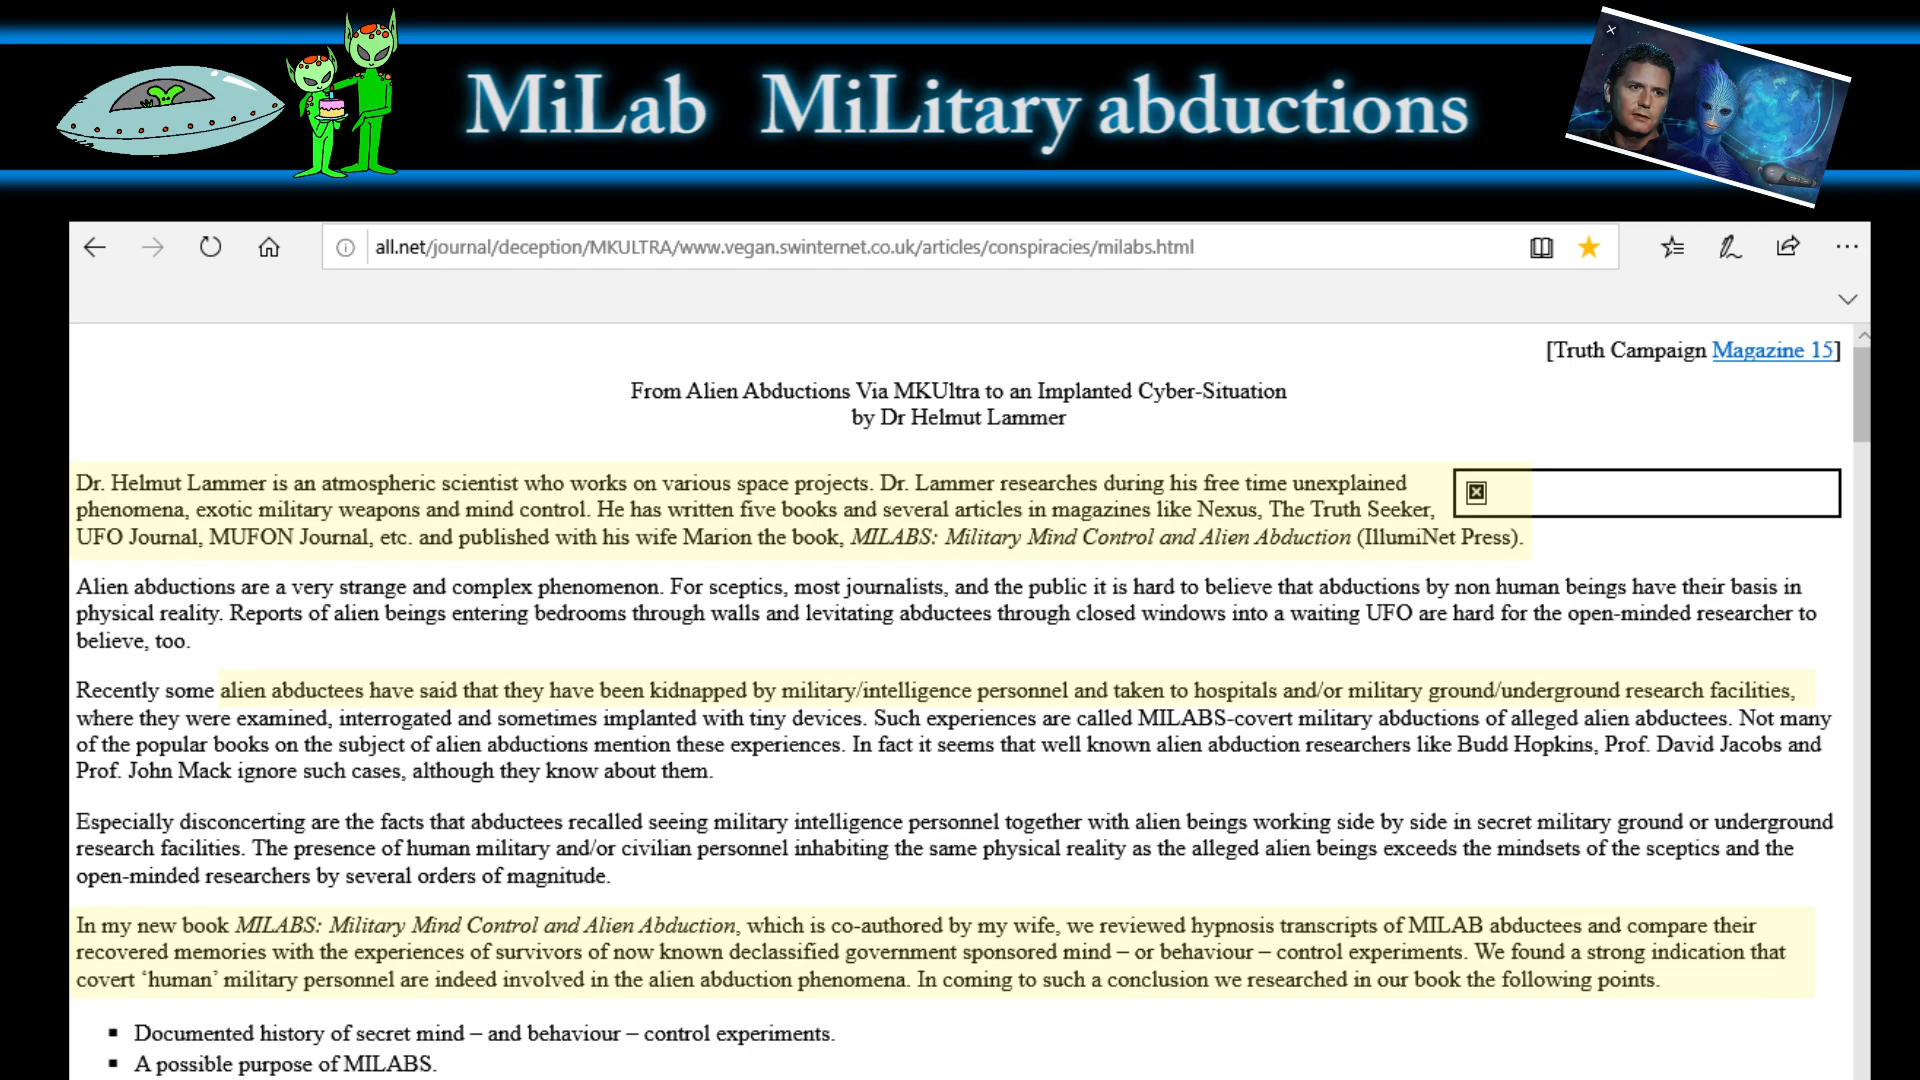 MiLab MiLitary abductions
all.net/journal/deception/MKULTRA/www.vegan.swinternet.co.uk/articles/conspiracies/milabs.html
[Truth Campaign Magazine 15]
From Alien Abductions Via MKUltra to an Implanted Cyber-Situation
by Dr Helmut Lammer
Dr. Helmut Lammer is an atmospheric scientist who works on various space projects. Dr. Lammer researches during his free time unexplained
phenomena, exotic military weapons and mind control. He has written five books and several articles in magazines like Nexus, The Truth Seeker,
UFO Journal, MUFON Journal, etc. and published with his wife Marion the book, MILABS: Military Mind Control and Alien Abduction (IllumiNet Press).
Alien abductions are a very strange and complex phenomenon. For sceptics, most journalists, and the public it is hard to believe that abductions by non human beings have their basis in
physical reality. Reports of alien beings entering bedrooms through walls and levitating abductees through closed windows into a waiting UFO are hard for the open-minded researcher to
believe, too.
Recently some alien abductees have said that they have been kidnapped by military/intelligence personnel and taken to hospitals and/or military ground/underground research facilities,
where they were examined, interrogated and sometimes implanted with tiny devices. Such experiences are called MILABS-covert military abductions of alleged alien abductees. Not many
of the popular books on the subject of alien abductions mention these experiences. In fact it seems that well known alien abduction researchers like Budd Hopkins, Prof. David Jacobs and
Prof. John Mack ignore such cases, although they know about them.
Especially disconcerting are the facts that abductees recalled seeing military intelligence personnel together with alien beings working side by side in secret military ground or underground
research facilities. The presence of human military and/or civilian personnel inhabiting the same physical reality as the alleged alien beings exceeds the mindsets of the sceptics and the
open-minded researchers by several orders of magnitude.
In my new book MILABS: Military Mind Control and Alien Abduction, which is co-authored by my wife, we reviewed hypnosis transcripts of MILAB abductees and compare their
recovered memories with the experiences of survivors of now known declassified government sponsored mind – or behaviour – control experiments. We found a strong indication that
covert ‘human’ military personnel are indeed involved in the alien abduction phenomena. In coming to such a conclusion we researched in our book the following points.
▪ Documented history of secret mind – and behaviour – control experiments.
▪ A possible purpose of MILABS.